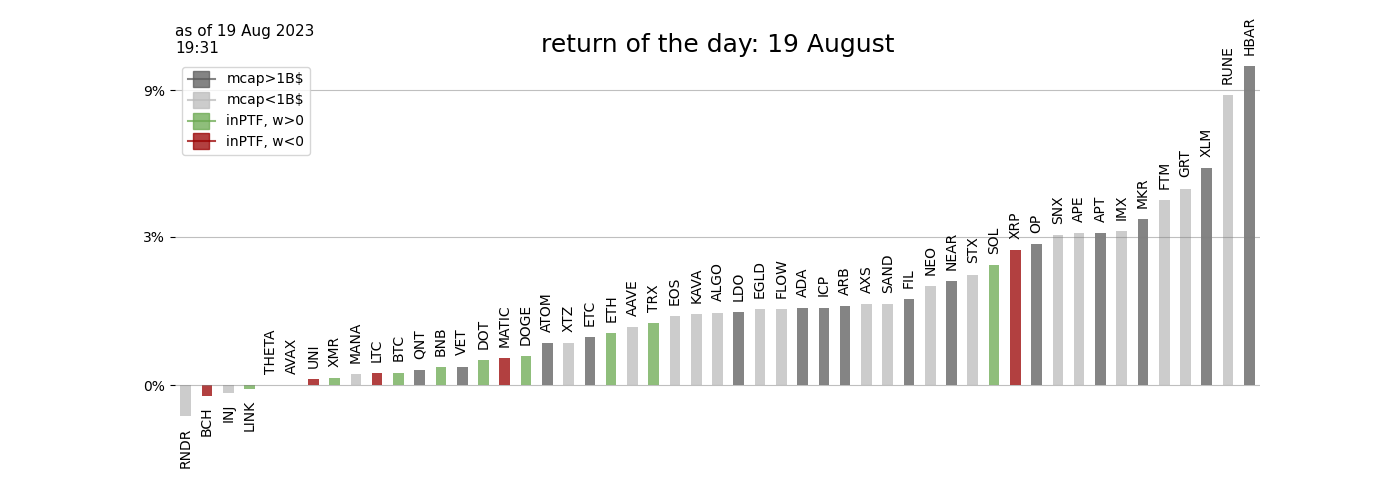 as of 19 Aug 2023
19:31
return of the day: 19 August
mcap>1B$
mcap<1B$
inPTF, w>0
inPTF, w<0
9%
3%
0%
RNDR
BCH
INJ
LINK
THETA
AVAX
UNI
XMR
MANA
LTC
BTC
QNT
BNB
VET
DOT
MATIC
DOGE
ATOM
XTZ
ETC
ETH
AAVE
TRX
EOS
KAVA
ALGO
LDO
EGLD
FLOW
ADA
ICP
ARB
AXS
SAND
FIL
NEO
NEAR
STX
SOL
XRP
OP
SNX
APE
APT
IMX
MKR
FTM
GRT
XLM
RUNE
HBAR